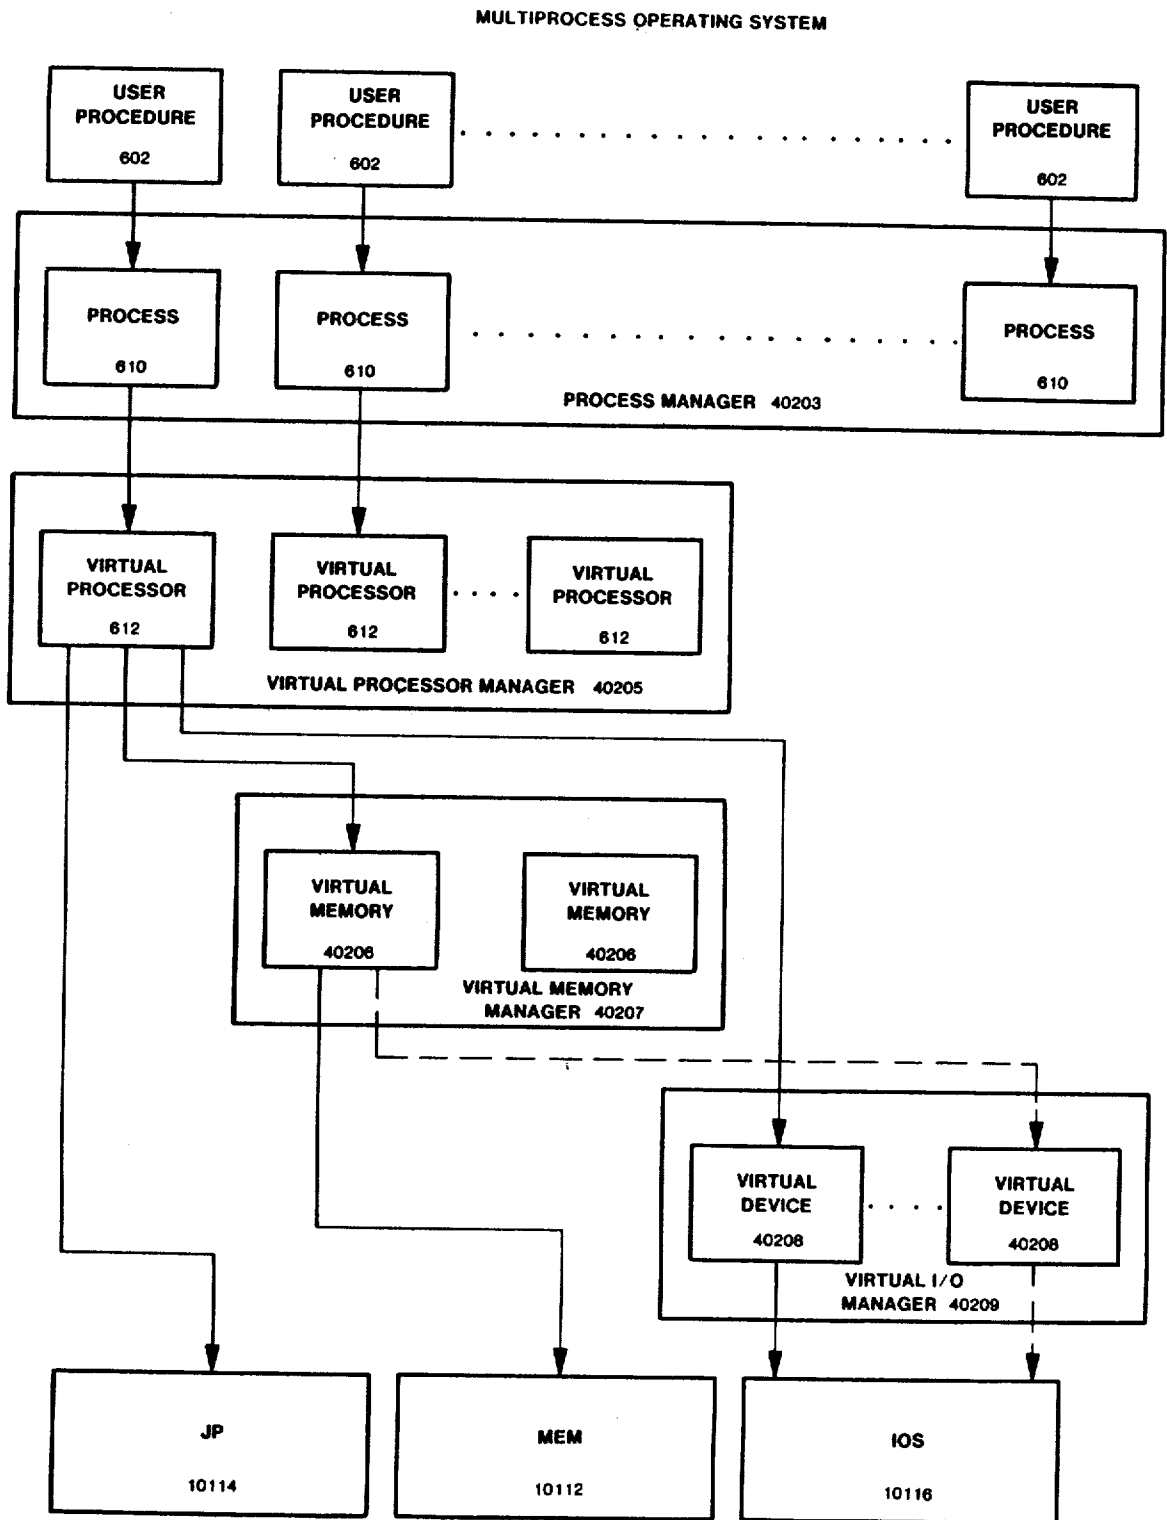 MULTIPROCESS OPERATING SYSTEM
USER
PROCEDURE
602
USER
PROCEDURE
602
USER
PROCEDURE
602
PROCESS
610
PROCESS
610
PROCESS
610
PROCESS MANAGER 40203
VIRTUAL
PROCESSOR
612
VIRTUAL
PROCESSOR
612
VIRTUAL
PROCESSOR
612
VIRTUAL PROCESSOR MANAGER 40205
VIRTUAL
MEMORY
40206
VIRTUAL
MEMORY
40206
VIRTUAL MEMORY
MANAGER 40207
VIRTUAL
DEVICE
40208
VIRTUAL
DEVICE
40208
VIRTUAL I/O
MANAGER 40209
JP
10114
MEM
10112
IOS
10116